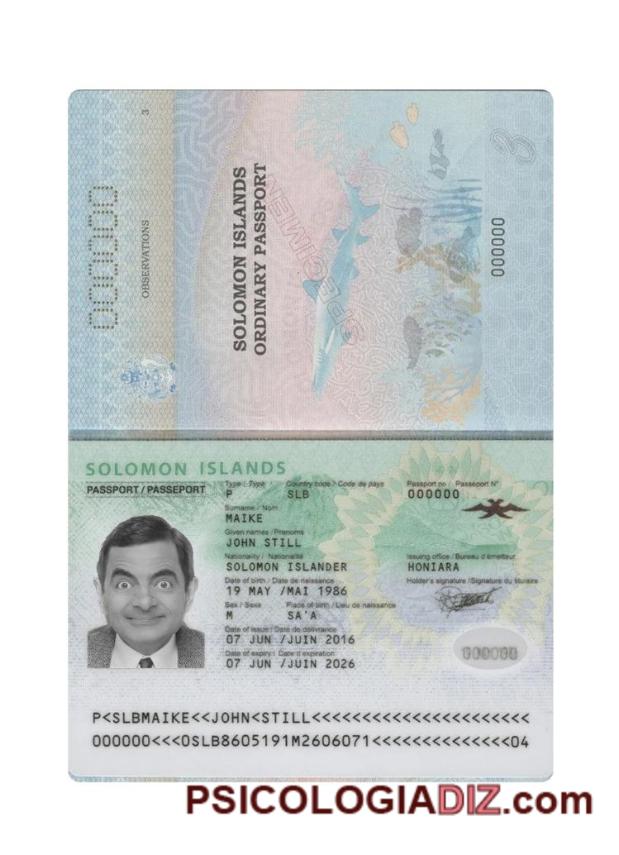 000000
OBSERVATIONS
3
SOLOMON ISLANDS
ORDINARY PASSPORT
SPECIMEN
000000
3
SOLOMON ISLANDS
PASSPORT / PASSEPORT
Type / Type Country code / Code de pays Passport no / Passeport N°
P SLB 000000
Surname / Nom
MAIKE
Given names / Prenoms
JOHN STILL
Nationality / Nationalité Issuing office / Bureau d'émetteur
SOLOMON ISLANDER HONIARA
Date of birth / Date de naissance Holder's signature / Signature du titulaire
19 MAY /MAI 1986
Sex / Sexe Place of birth / Lieu de naissance
M SA'A
Date of issue / Date de délivrance
07 JUN /JUIN 2016
Date of expiry / Date d'expiration
07 JUN /JUIN 2026
000000
P<SLBMAIKE<<JOHN<STILL<<<<<<<<<<<<<<<<<<<<<<
000000<<<0SLB8605191M2606071<<<<<<<<<<<<<<04
PSICOLOGIADIZ.com